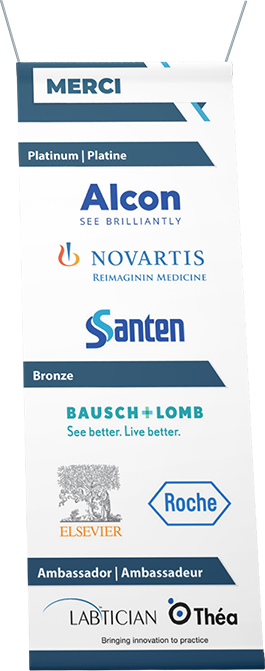 MERCI
Platinum | Platine
Alcon
SEE BRILLIANTLY
NOVARTIS
REIMAGININ MEDICINE
Santen
Bronze
BAUSCH+LOMB
See better. Live better.
ELSEVIER
Roche
Ambassador | Ambassadeur
LABTICIAN Théa
Bringing innovation to practice